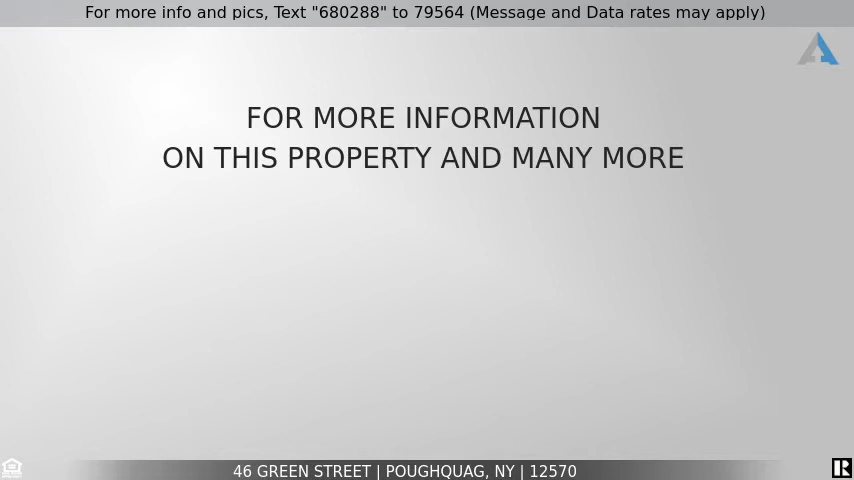 For more info and pics, Text "680288" to 79564 (Message and Data rates may apply)
FOR MORE INFORMATION
ON THIS PROPERTY AND MANY MORE
46 GREEN STREET | POUGHQUAG, NY | 12570